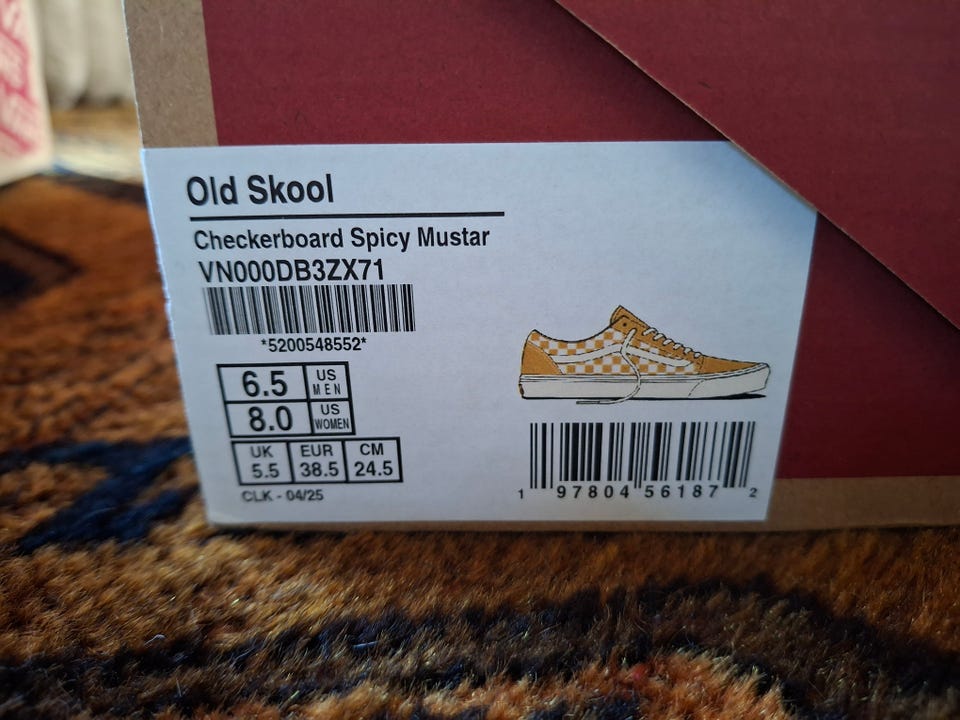 Old Skool
Checkerboard Spicy Mustar
VN000DB3ZX71
*5200548552*
6.5 US MEN
8.0 US WOMEN
UK EUR CM
5.5 38.5 24.5
CLK - 04/25
1 97804 56187 2